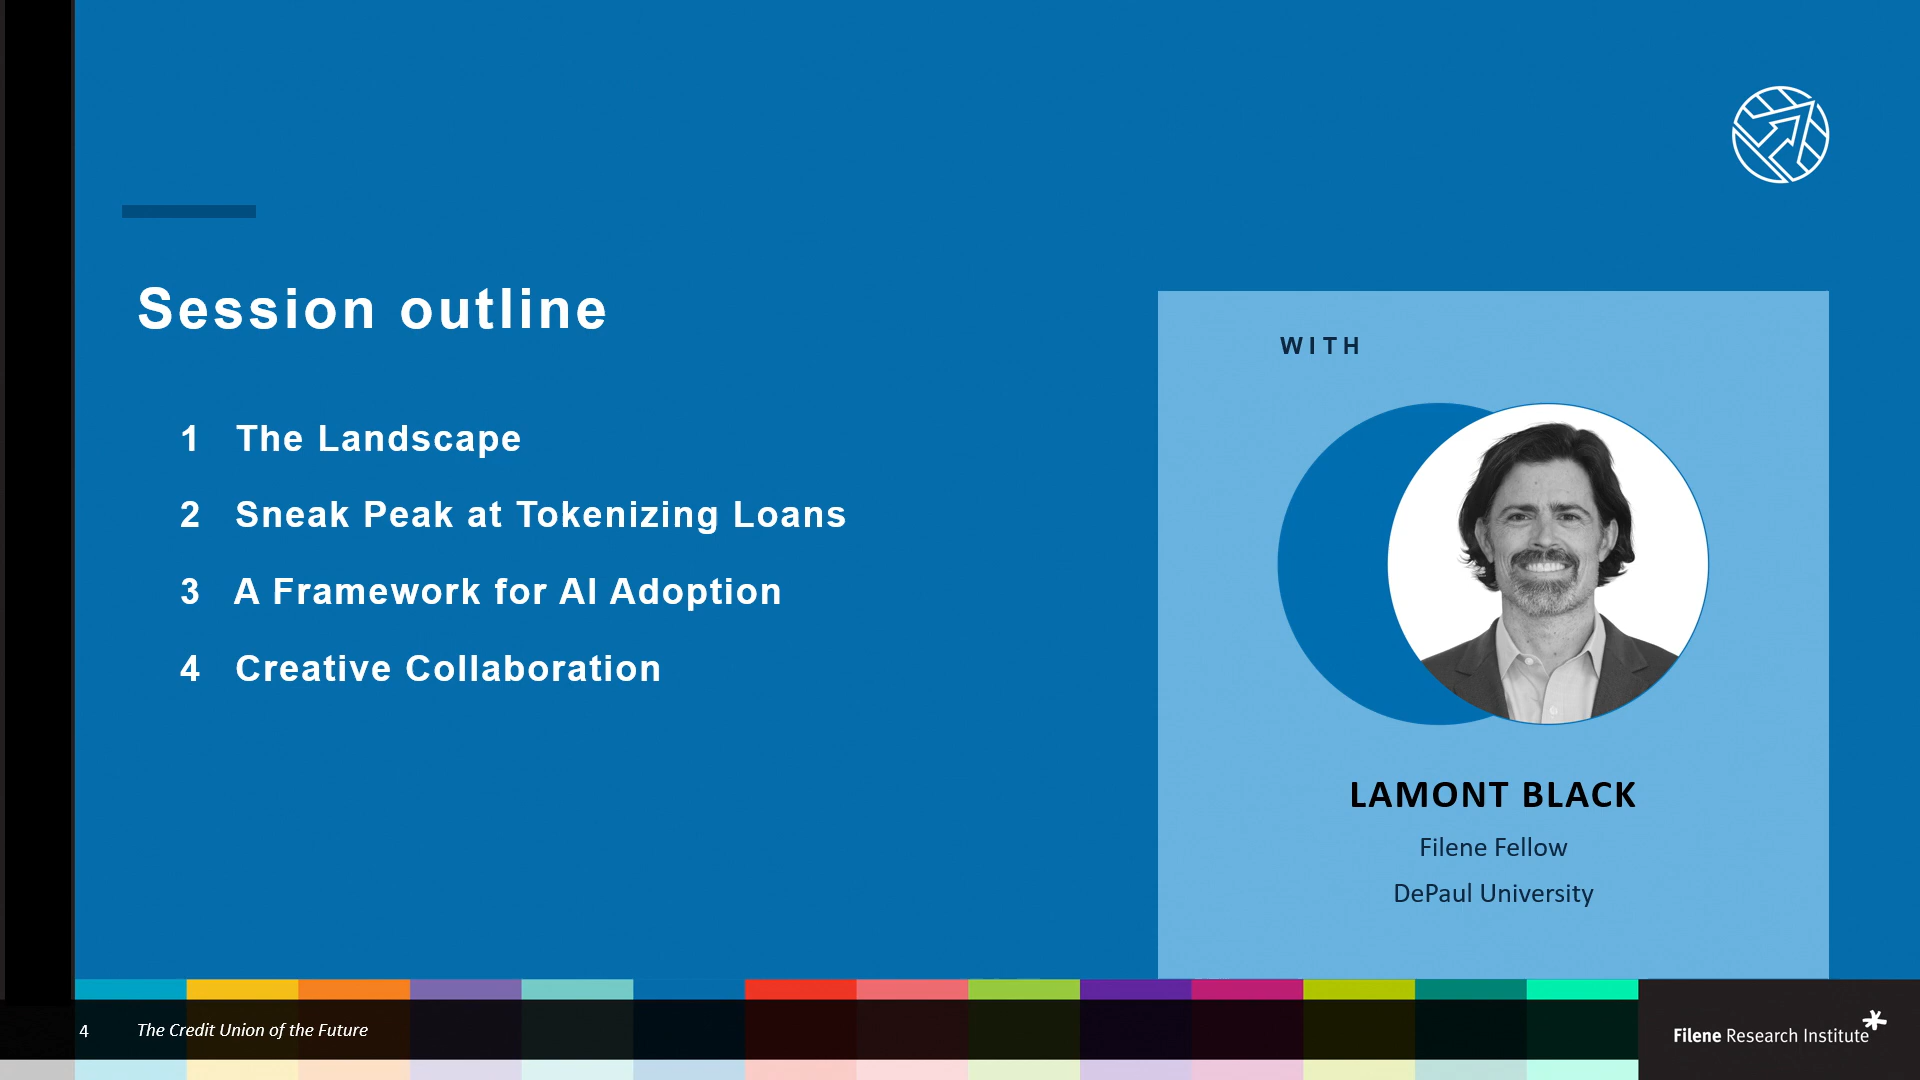 Session outline
1 The Landscape
2 Sneak Peak at Tokenizing Loans
3 A Framework for AI Adoption
4 Creative Collaboration
WITH
LAMONT BLACK
Filene Fellow
DePaul University
4 The Credit Union of the Future
Filene Research Institute